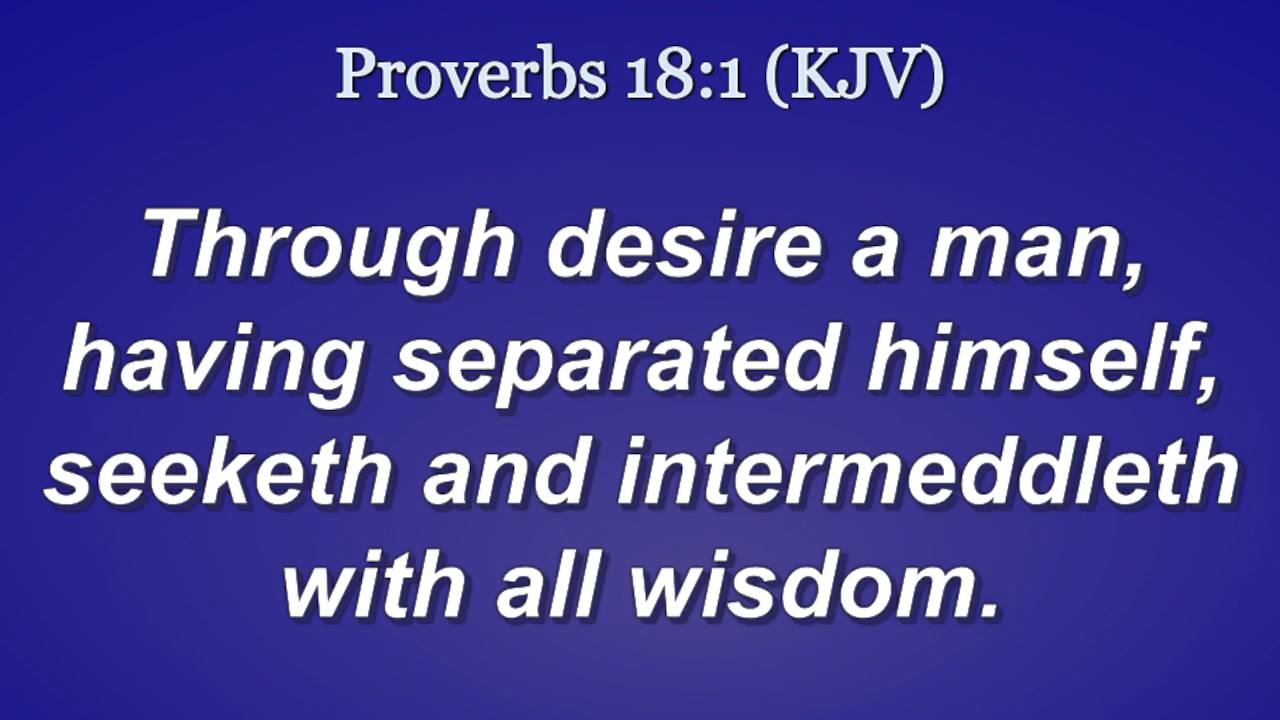 Proverbs 18:1 (KJV)
Through desire a man,
having separated himself,
seeketh and intermeddleth
with all wisdom.